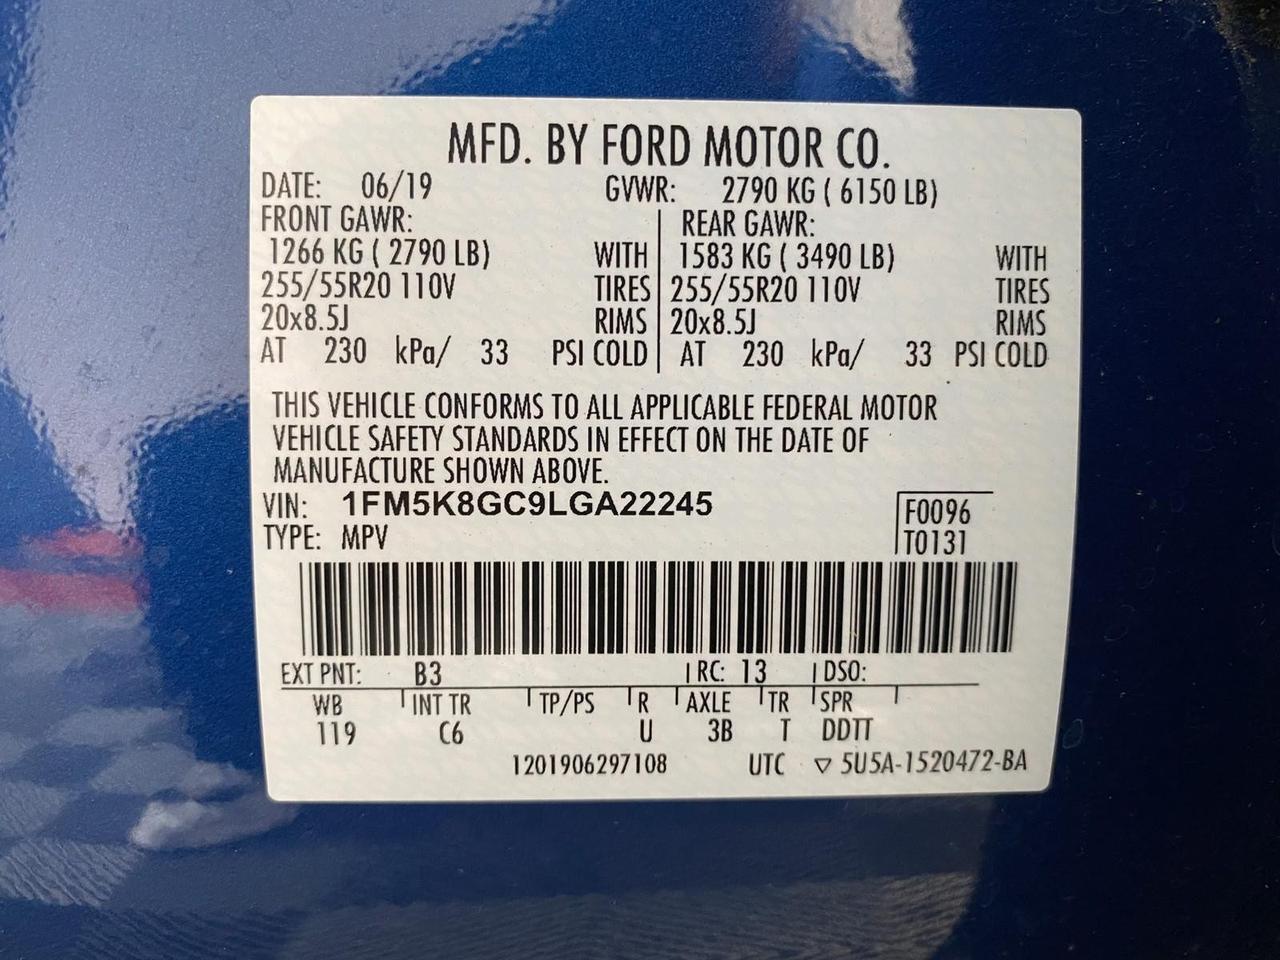 MFD. BY FORD MOTOR CO.
DATE: 06/19 GVWR: 2790 KG ( 6150 LB)
FRONT GAWR: REAR GAWR:
1266 KG ( 2790 LB) WITH 1583 KG ( 3490 LB) WITH
255/55R20 110V TIRES 255/55R20 110V TIRES
20x8.5J RIMS 20x8.5J RIMS
AT 230 kPa/ 33 PSI COLD AT 230 kPa/ 33 PSI COLD
THIS VEHICLE CONFORMS TO ALL APPLICABLE FEDERAL MOTOR
VEHICLE SAFETY STANDARDS IN EFFECT ON THE DATE OF
MANUFACTURE SHOWN ABOVE.
VIN: 1FM5K8GC9LGA22245 F0096
TYPE: MPV T0131
EXT PNT: B3 RC: 13 DSO:
WB INT TR TP/PS R AXLE TR SPR
119 C6 U 3B T DDTT
1201906297108 UTC ▽ 5U5A-1520472-BA